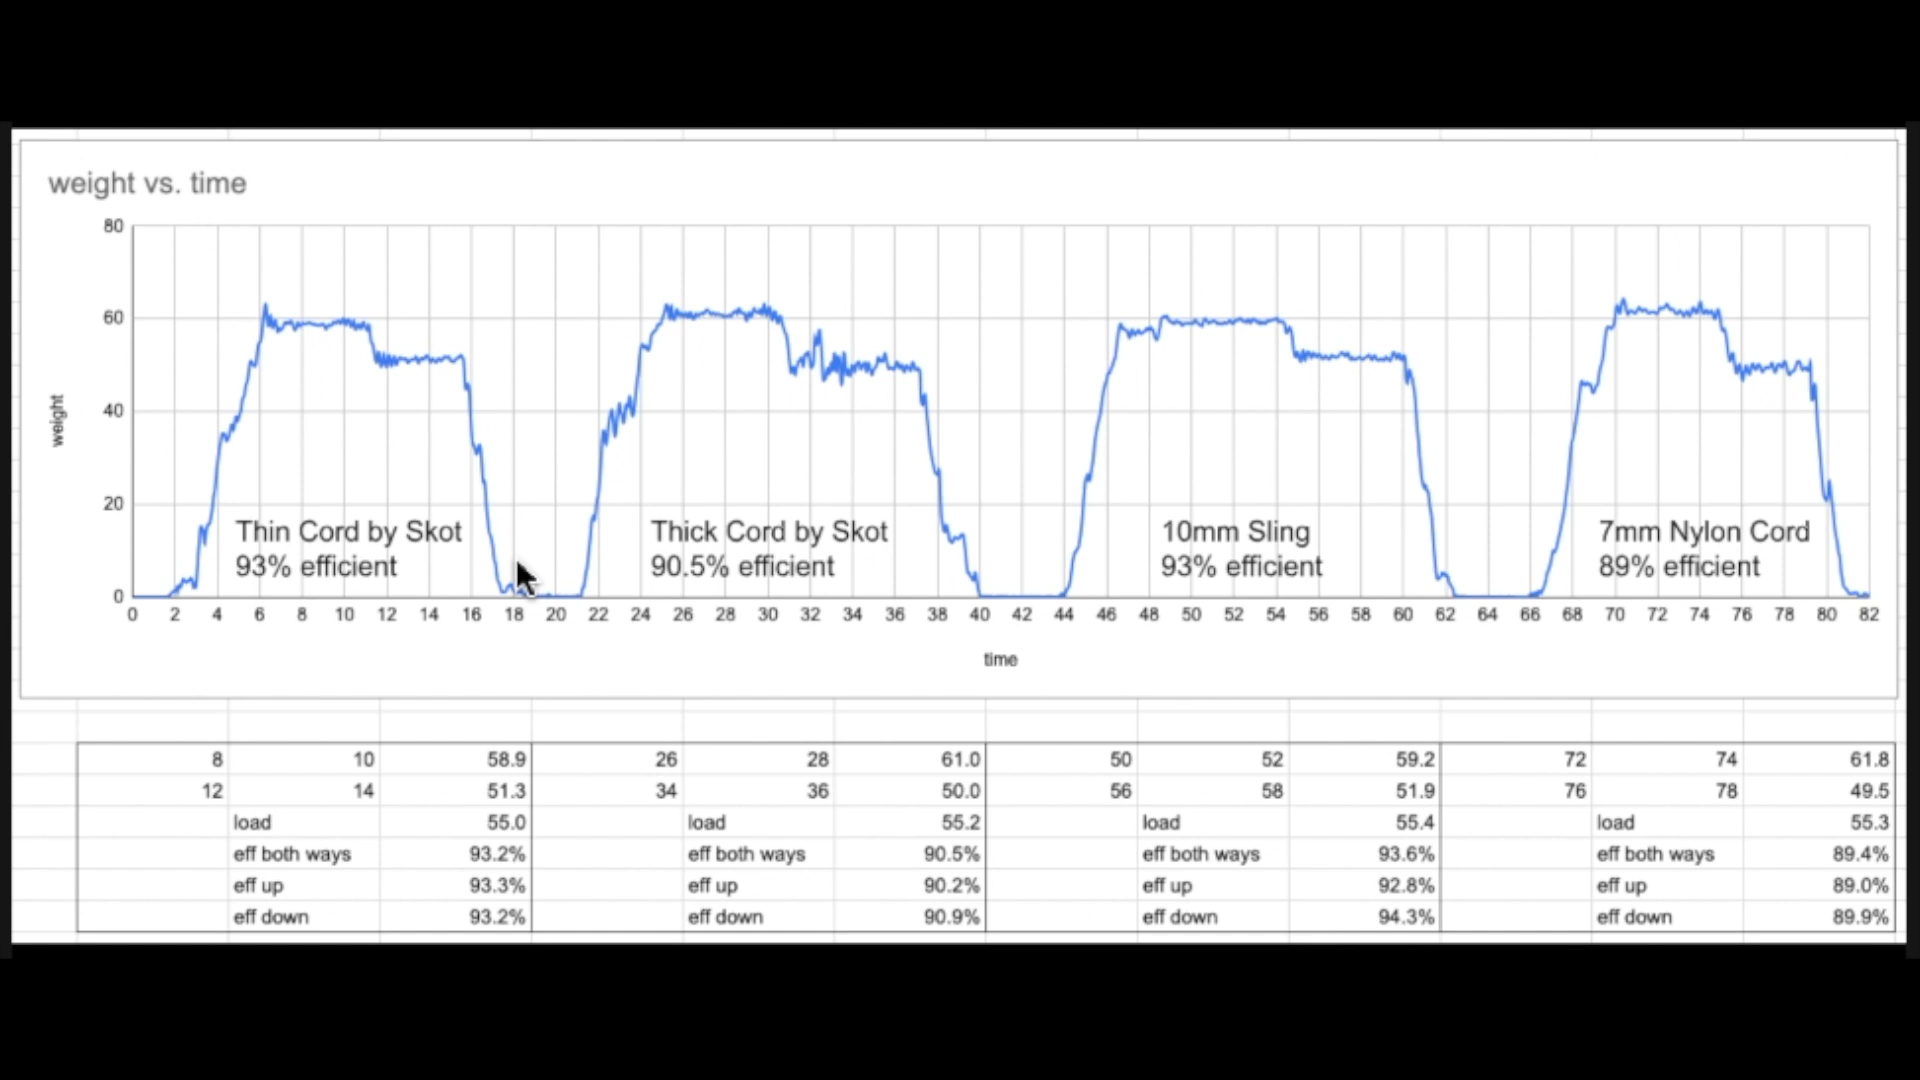 weight vs. time
80
60
40
20
0
weight
Thin Cord by Skot
93% efficient
Thick Cord by Skot
90.5% efficient
10mm Sling
93% efficient
7mm Nylon Cord
89% efficient
0 2 4 6 8 10 12 14 16 18 20 22 24 26 28 30 32 34 36 38 40 42 44 46 48 50 52 54 56 58 60 62 64 66 68 70 72 74 76 78 80 82
time
8 10 58.9 26 28 61.0 50 52 59.2 72 74 61.8
12 14 51.3 34 36 50.0 56 58 51.9 76 78 49.5
load 55.0 load 55.2 load 55.4 load 55.3
eff both ways 93.2% eff both ways 90.5% eff both ways 93.6% eff both ways 89.4%
eff up 93.3% eff up 90.2% eff up 92.8% eff up 89.0%
eff down 93.2% eff down 90.9% eff down 94.3% eff down 89.9%